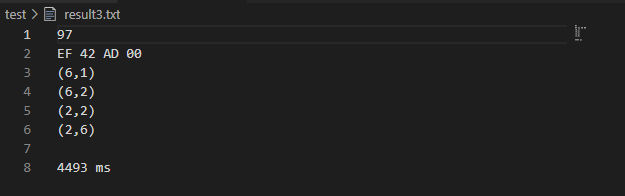 test > result3.txt
1 97
2 EF 42 AD 00
3 (6,1)
4 (6,2)
5 (2,2)
6 (2,6)
7
8 4493 ms